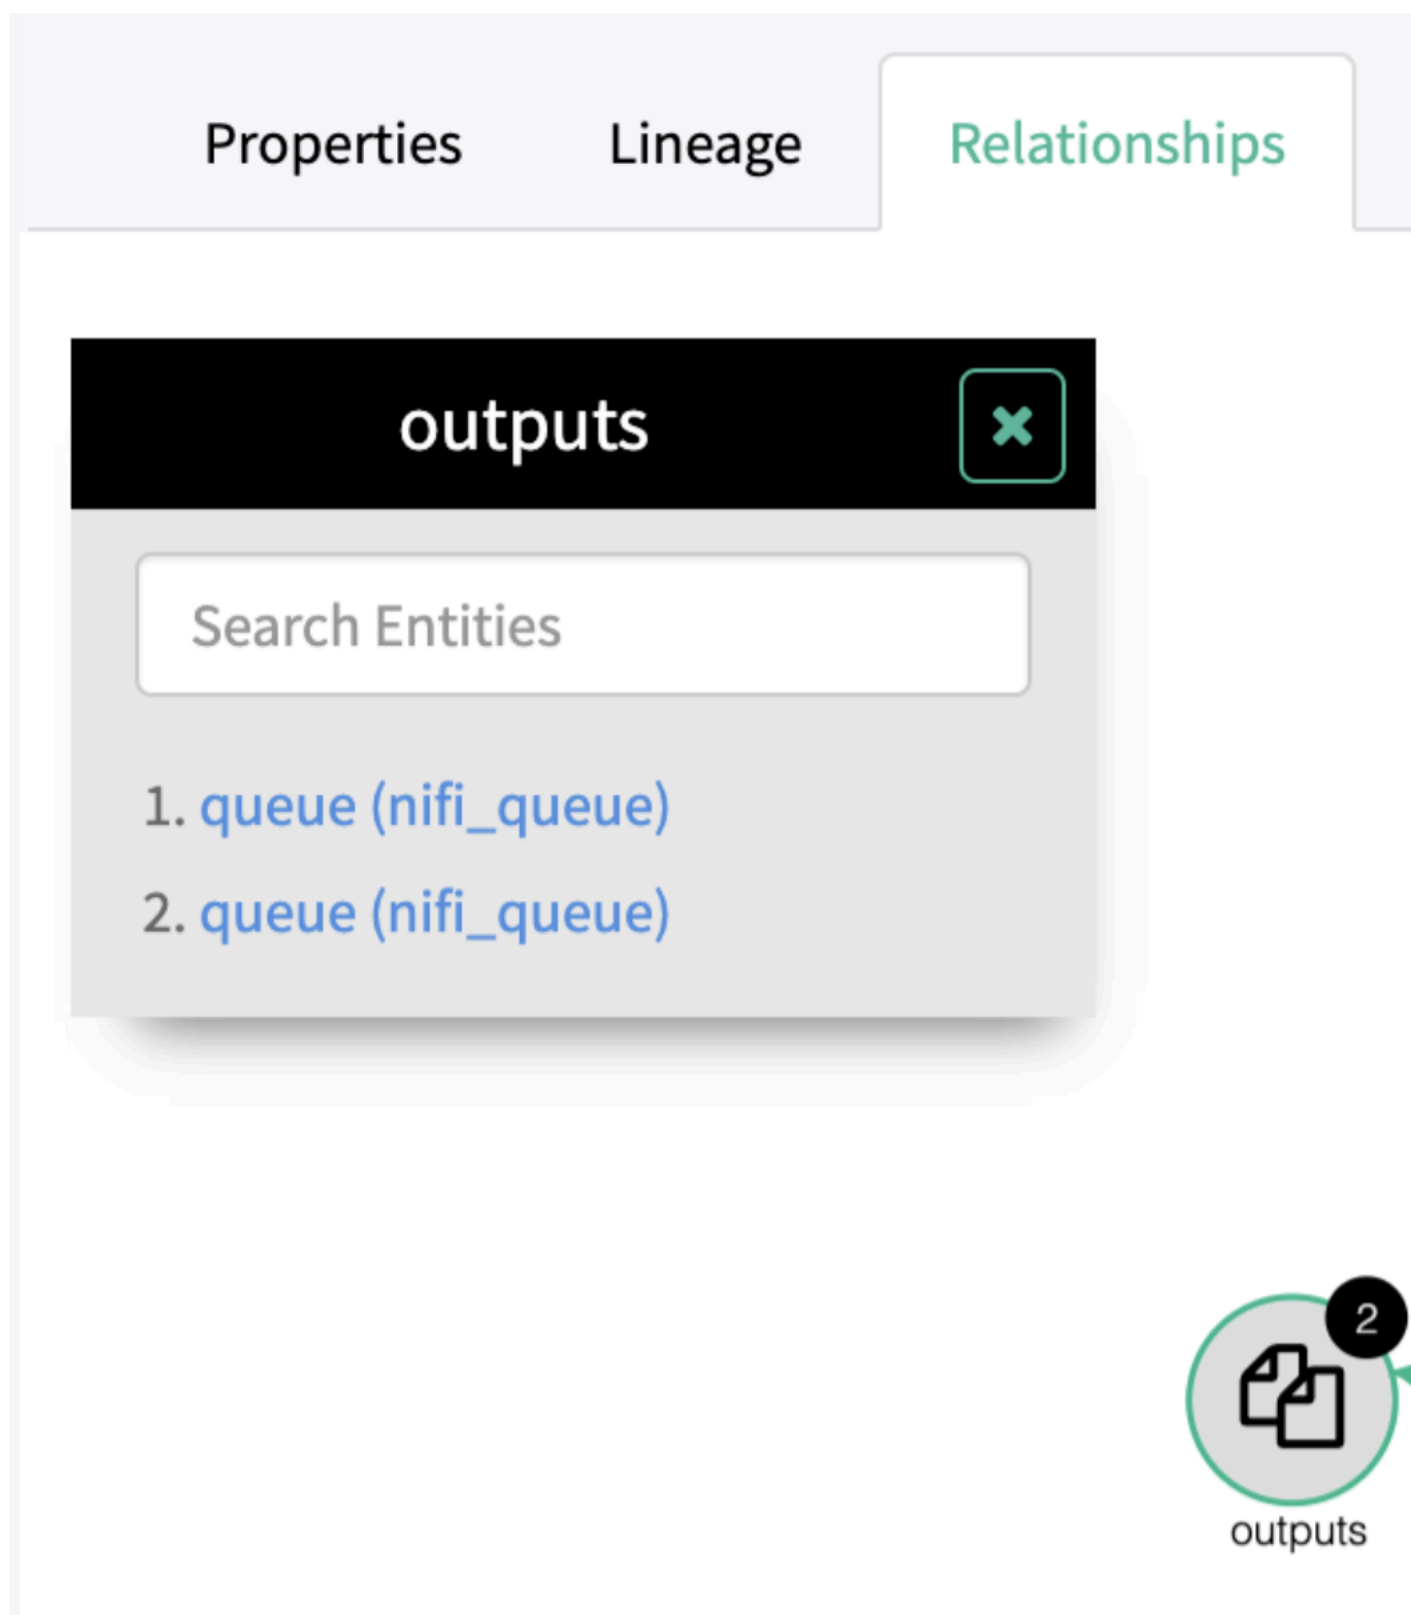 Properties Lineage Relationships
outputs
Search Entities
1. queue (nifi_queue)
2. queue (nifi_queue)
2
outputs